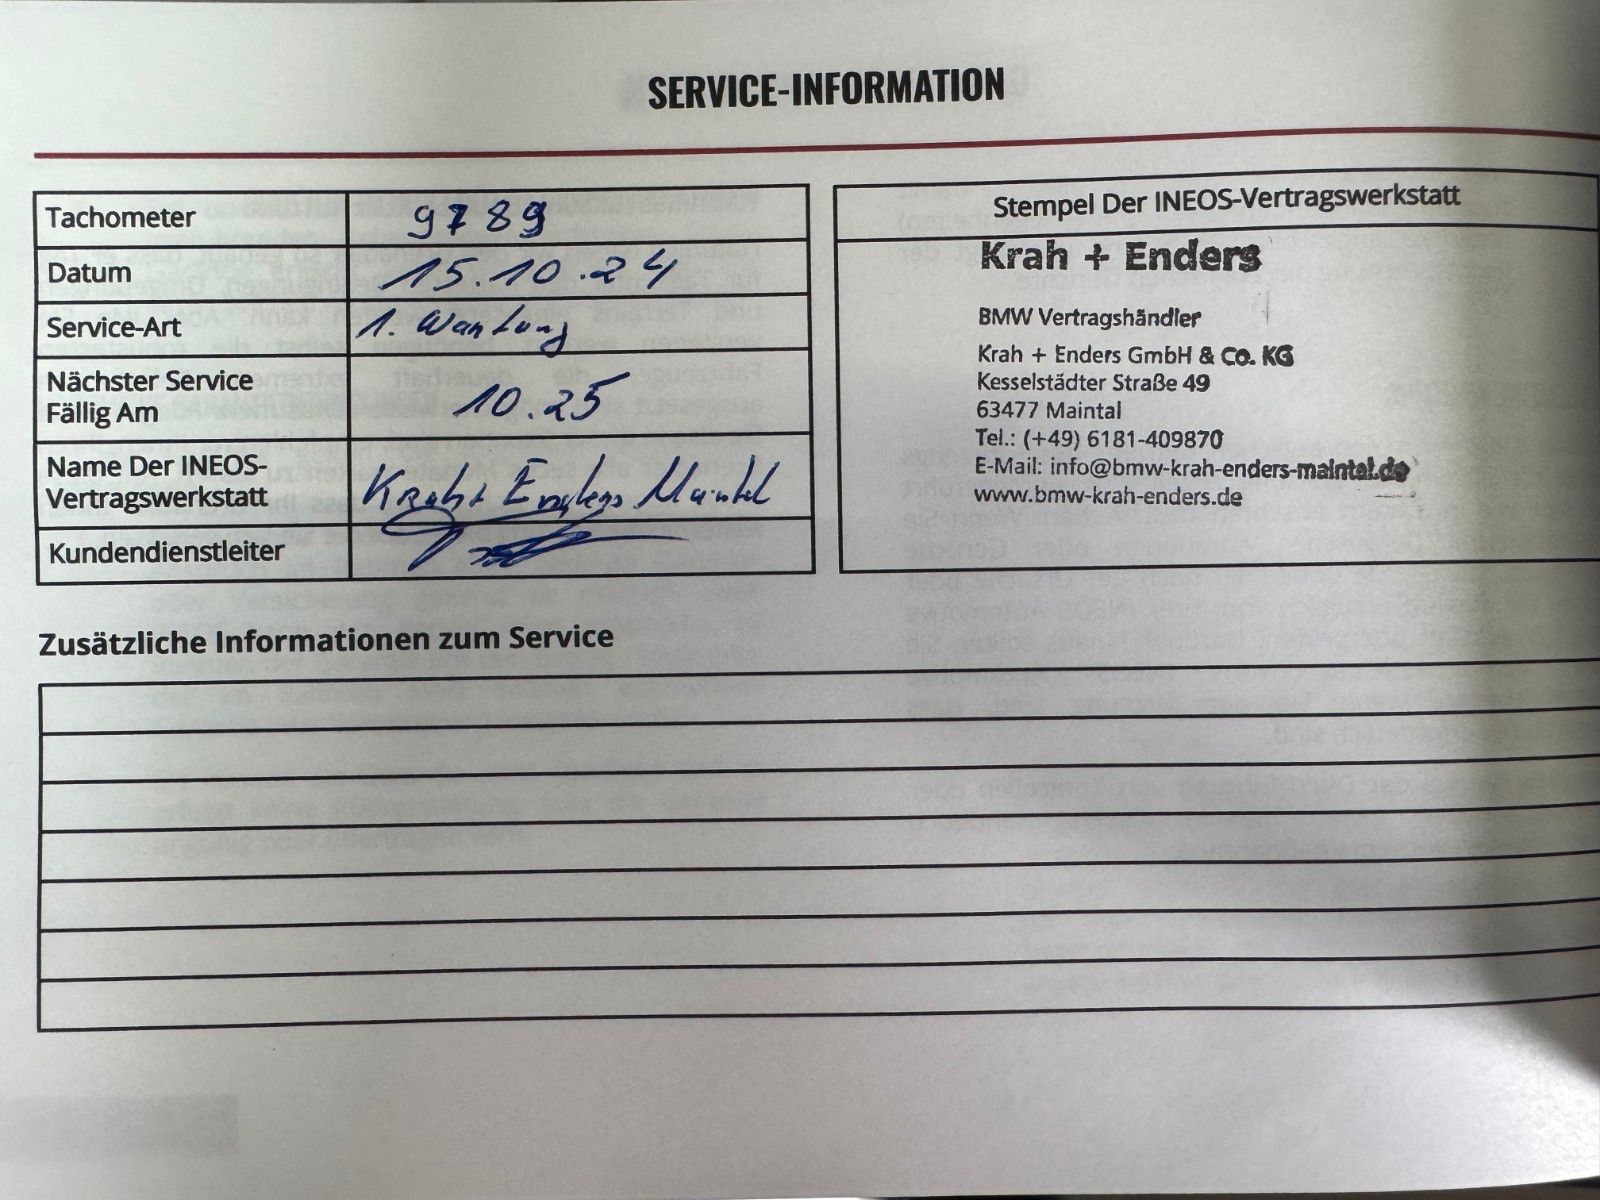 SERVICE-INFORMATION
Tachometer 9789
Datum 15.10.24
Service-Art 1. Wartung
Nächster Service
Fällig Am 10.25
Name Der INEOS-
Vertragswerkstatt Krah + Enders Maintal
Kundendienstleiter
Stempel Der INEOS-Vertragswerkstatt
Krah + Enders
BMW Vertragshändler
Krah + Enders GmbH & Co. KG
Kesselstädter Straße 49
63477 Maintal
Tel.: (+49) 6181-409870
E-Mail: info@bmw-krah-enders-maintal.de
www.bmw-krah-enders.de
Zusätzliche Informationen zum Service